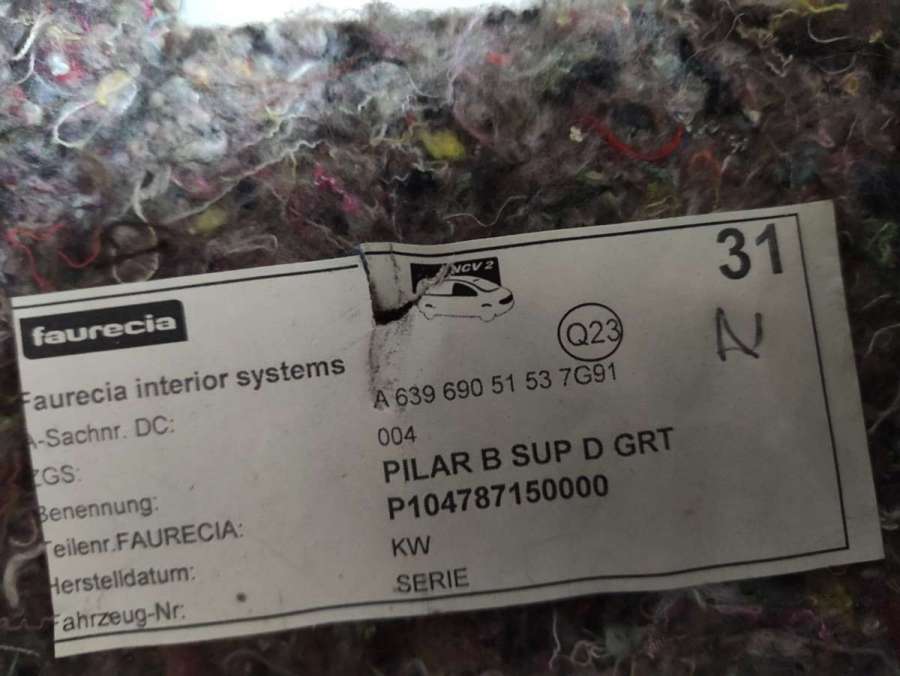 faurecia
NCV 2
31
Q23
N
Faurecia interior systems
A-Sachnr. DC: A 639 690 51 53 7G91
ZGS: 004
Benennung: PILAR B SUP D GRT
Teilenr.FAURECIA: P104787150000
Herstelldatum: KW
Fahrzeug-Nr: SERIE